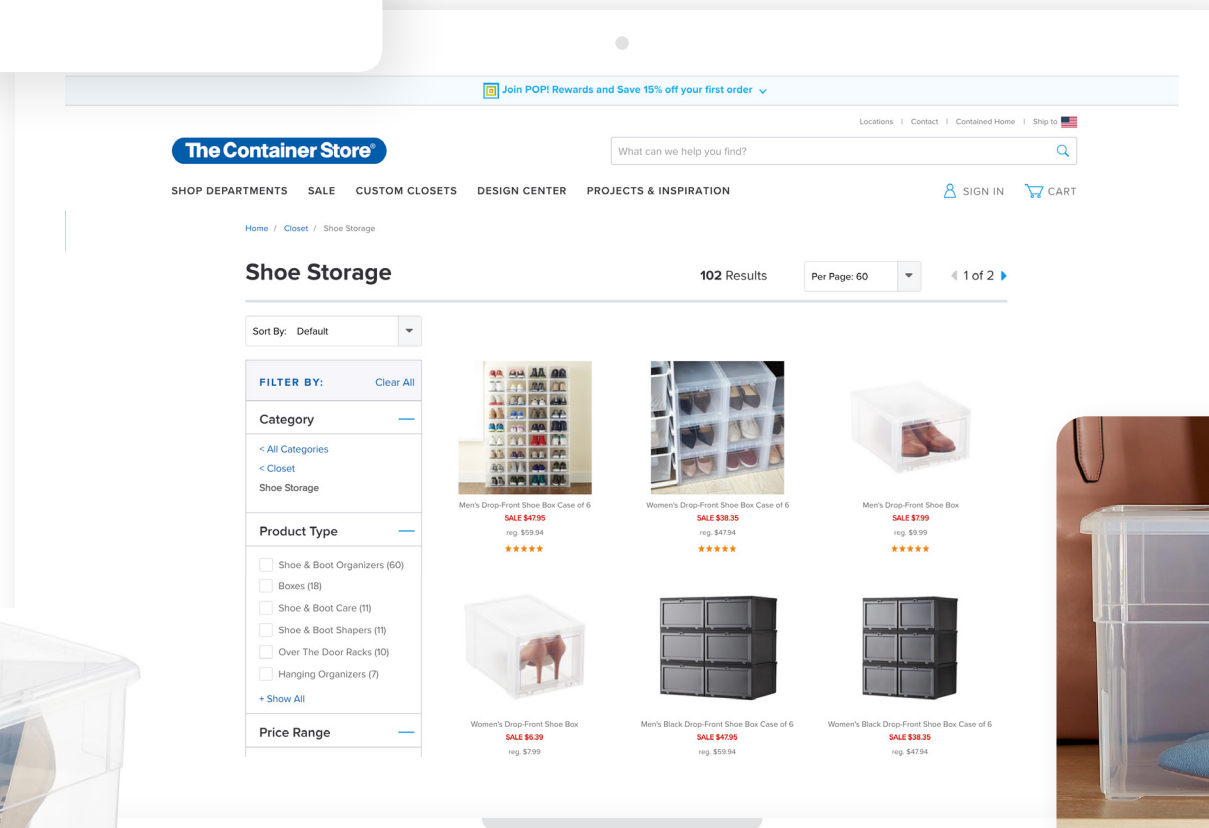 Join POP! Rewards and Save 15% off your first order
Locations | Contact | Contained Home | Ship to
The Container Store®
What can we help you find?
SHOP DEPARTMENTS SALE CUSTOM CLOSETS DESIGN CENTER PROJECTS & INSPIRATION SIGN IN CART
Home / Closet / Shoe Storage
Shoe Storage
102 Results
Per Page: 60
1 of 2
Sort By: Default
FILTER BY: Clear All
Category
< All Categories
< Closet
Shoe Storage
Product Type
Shoe & Boot Organizers (60)
Boxes (18)
Shoe & Boot Care (11)
Shoe & Boot Shapers (11)
Over The Door Racks (10)
Hanging Organizers (7)
+ Show All
Price Range
Men's Drop-Front Shoe Box Case of 6
SALE $47.95
reg. $59.94
Women's Drop-Front Shoe Box Case of 6
SALE $38.35
reg. $47.94
Men's Drop-Front Shoe Box
SALE $7.99
reg. $9.99
Women's Drop-Front Shoe Box
SALE $6.39
reg. $7.99
Men's Black Drop-Front Shoe Box Case of 6
SALE $47.95
reg. $59.94
Women's Black Drop-Front Shoe Box Case of 6
SALE $38.35
reg. $47.94